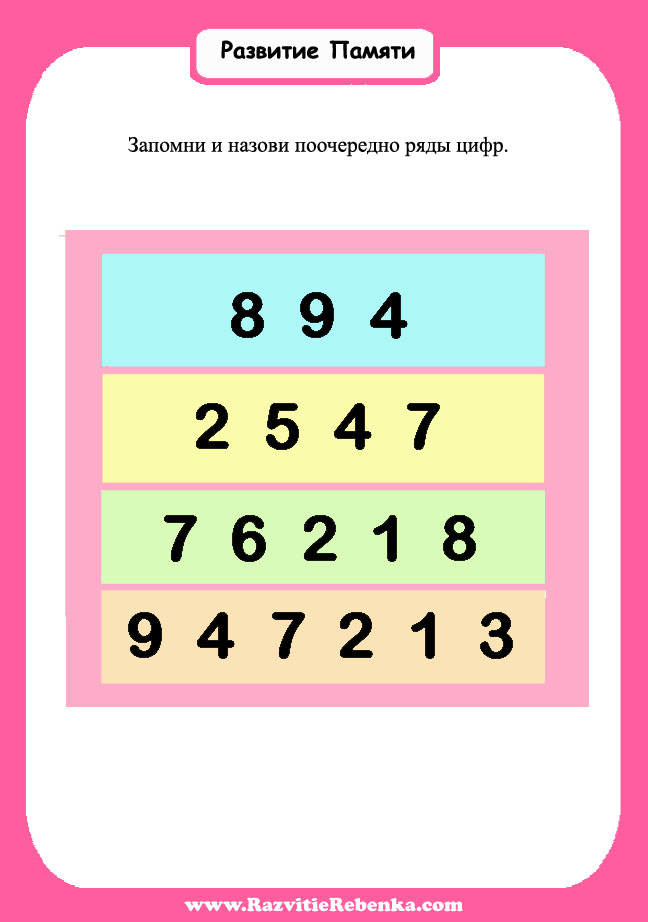 Развитие Памяти
Запомни и назови поочередно ряды цифр.
8 9 4
2 5 4 7
7 6 2 1 8
9 4 7 2 1 3
www.RazvitieRebenka.com